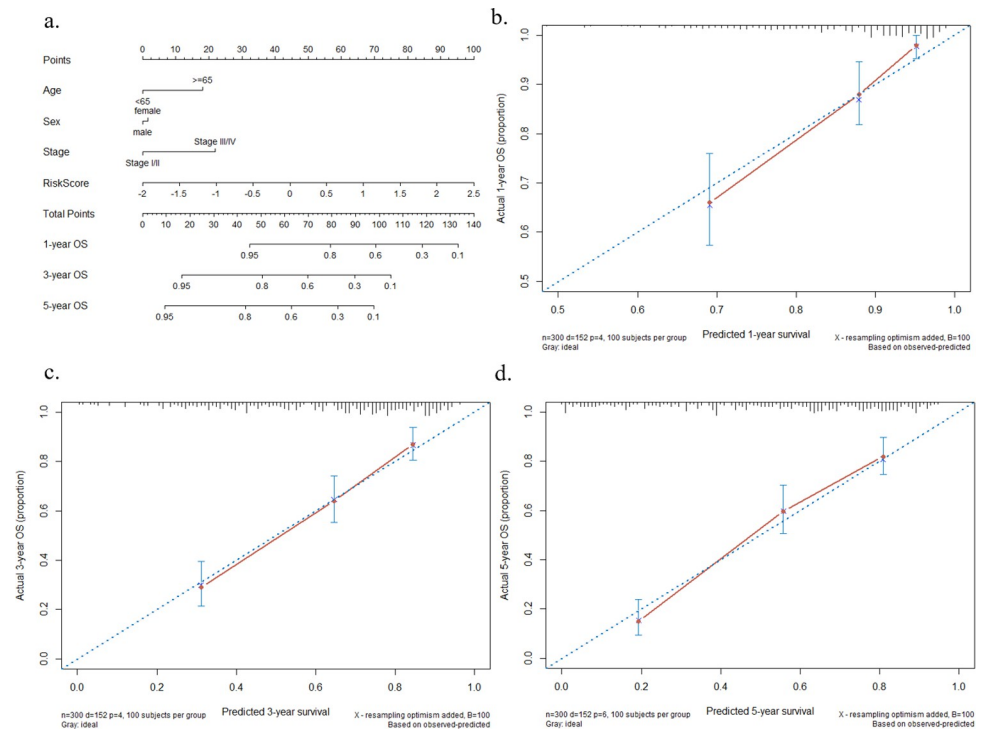 a.
Points
0 10 20 30 40 50 60 70 80 90 100
Age
>=65
<65
Sex
female
male
Stage
Stage III/IV
Stage I/II
RiskScore
-2 -1.5 -1 -0.5 0 0.5 1 1.5 2 2.5
Total Points
0 10 20 30 40 50 60 70 80 90 100 110 120 130 140
1-year OS
0.95 0.8 0.6 0.3 0.1
3-year OS
0.95 0.8 0.6 0.3 0.1
5-year OS
0.95 0.8 0.6 0.3 0.1
b.
Actual 1-year OS (proportion)
1.0
0.9
0.8
0.7
0.6
0.5
0.5 0.6 0.7 0.8 0.9 1.0
Predicted 1-year survival
n=300 d=152 p=4, 100 subjects per group
Gray: ideal
X - resampling optimism added, B=100
Based on observed-predicted
c.
Actual 3-year OS (proportion)
1.0
0.8
0.6
0.4
0.2
0.0
0.0 0.2 0.4 0.6 0.8 1.0
Predicted 3-year survival
n=300 d=152 p=4, 100 subjects per group
Gray: ideal
X - resampling optimism added, B=100
Based on observed-predicted
d.
Actual 5-year OS (proportion)
1.0
0.8
0.6
0.4
0.2
0.0
0.0 0.2 0.4 0.6 0.8 1.0
Predicted 5-year survival
n=300 d=152 p=6, 100 subjects per group
Gray: ideal
X - resampling optimism added, B=100
Based on observed-predicted